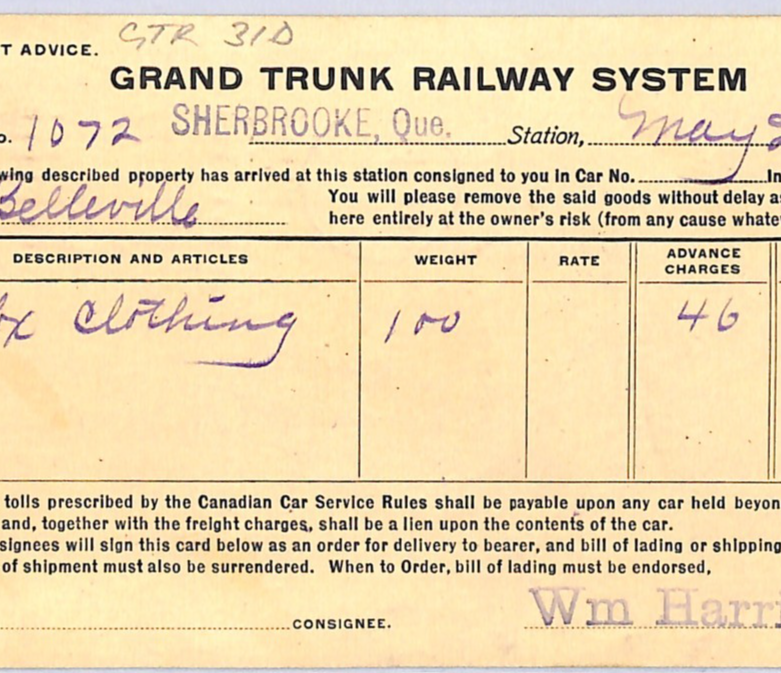 T ADVICE. GTR 31D
GRAND TRUNK RAILWAY SYSTEM
o. 1072 SHERBROOKE, Que. Station, May 2
wing described property has arrived at this station consigned to you in Car No. In
Belleville You will please remove the said goods without delay as
here entirely at the owner's risk (from any cause whate
DESCRIPTION AND ARTICLES WEIGHT RATE ADVANCE CHARGES
x Clothing 100 46
tolls prescribed by the Canadian Car Service Rules shall be payable upon any car held beyon
and, together with the freight charges, shall be a lien upon the contents of the car.
signees will sign this card below as an order for delivery to bearer, and bill of lading or shipping
of shipment must also be surrendered. When to Order, bill of lading must be endorsed,
CONSIGNEE. Wm Harri